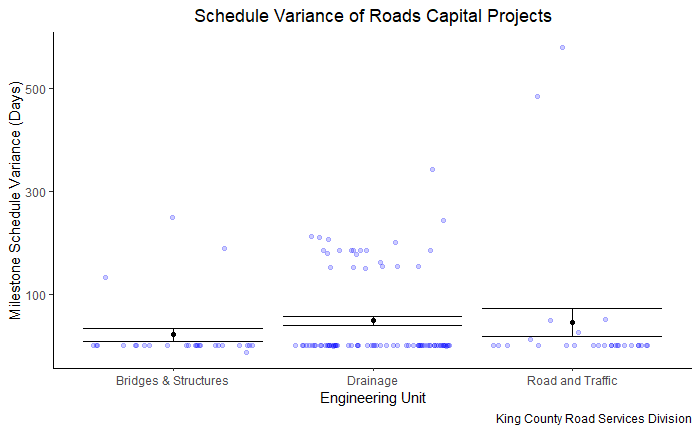 Schedule Variance of Roads Capital Projects
Milestone Schedule Variance (Days)
500
300
100
Bridges & Structures
Drainage
Road and Traffic
Engineering Unit
King County Road Services Division